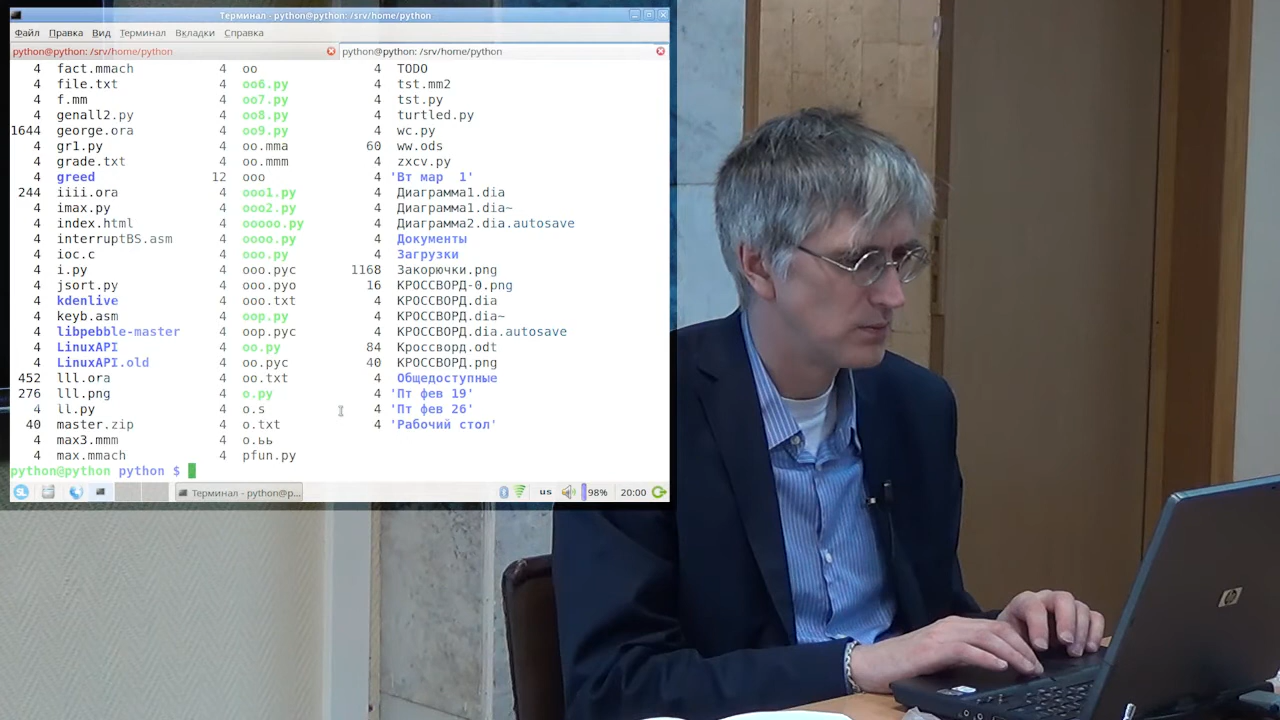 Терминал - python@python: /srv/home/python
Файл Правка Вид Терминал Вкладки Справка
python@python: /srv/home/python python@python: /srv/home/python
4 fact.mmach 4 oo 4 TODO
4 file.txt 4 oo6.py 4 tst.mm2
4 f.mm 4 oo7.py 4 tst.py
4 genall2.py 4 oo8.py 4 turtled.py
1644 george.ora 4 oo9.py 4 wc.py
4 gr1.py 4 oo.mma 60 ww.ods
4 grade.txt 4 oo.mmm 4 zxcv.py
4 greed 12 ooo 4 'Вт мар  1'
244 iiii.ora 4 ooo1.py 4 Диаграмма1.dia
4 imax.py 4 ooo2.py 4 Диаграмма1.dia~
4 index.html 4 ooooo.py 4 Диаграмма2.dia.autosave
4 interruptBS.asm 4 oooo.py 4 Документы
4 ioc.c 4 ooo.py 4 Загрузки
4 i.py 4 ooo.pyc 1168 Закорючки.png
4 jsort.py 4 ooo.pyo 16 КРОССВОРД-0.png
4 kdenlive 4 ooo.txt 4 КРОССВОРД.dia
4 keyb.asm 4 oop.py 4 КРОССВОРД.dia~
4 libpebble-master 4 oop.pyc 4 КРОССВОРД.dia.autosave
4 LinuxAPI 4 oo.py 84 Кроссворд.odt
4 LinuxAPI.old 4 oo.pyc 40 КРОССВОРД.png
452 lll.ora 4 oo.txt 4 Общедоступные
276 lll.png 4 o.py 4 'Пт фев 19'
4 ll.py 4 o.s 4 'Пт фев 26'
40 master.zip 4 o.txt 4 'Рабочий стол'
4 max3.mmm 4 o.ьь
4 max.mmach 4 pfun.py
python@python python $
Терминал - python@p... us 98% 20:00
hp